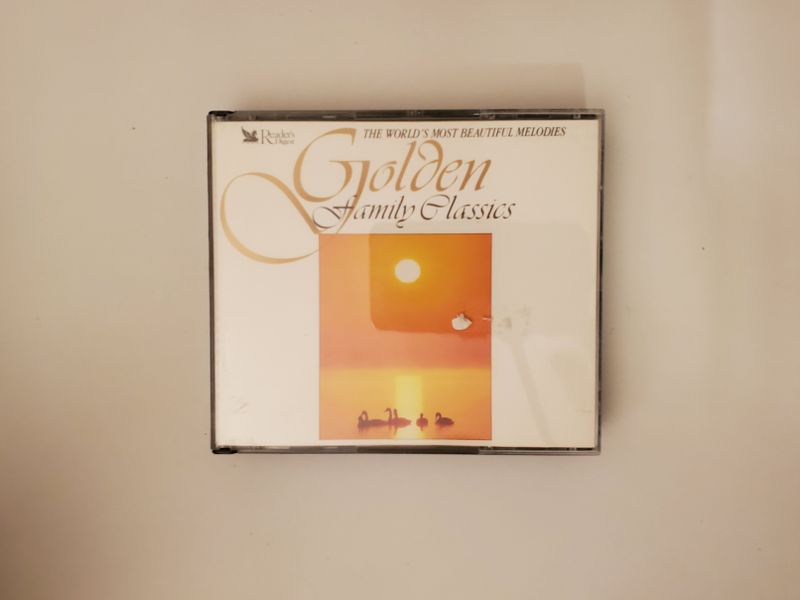 Reader's
Digest
THE WORLD'S MOST BEAUTIFUL MELODIES
Golden
Family Classics